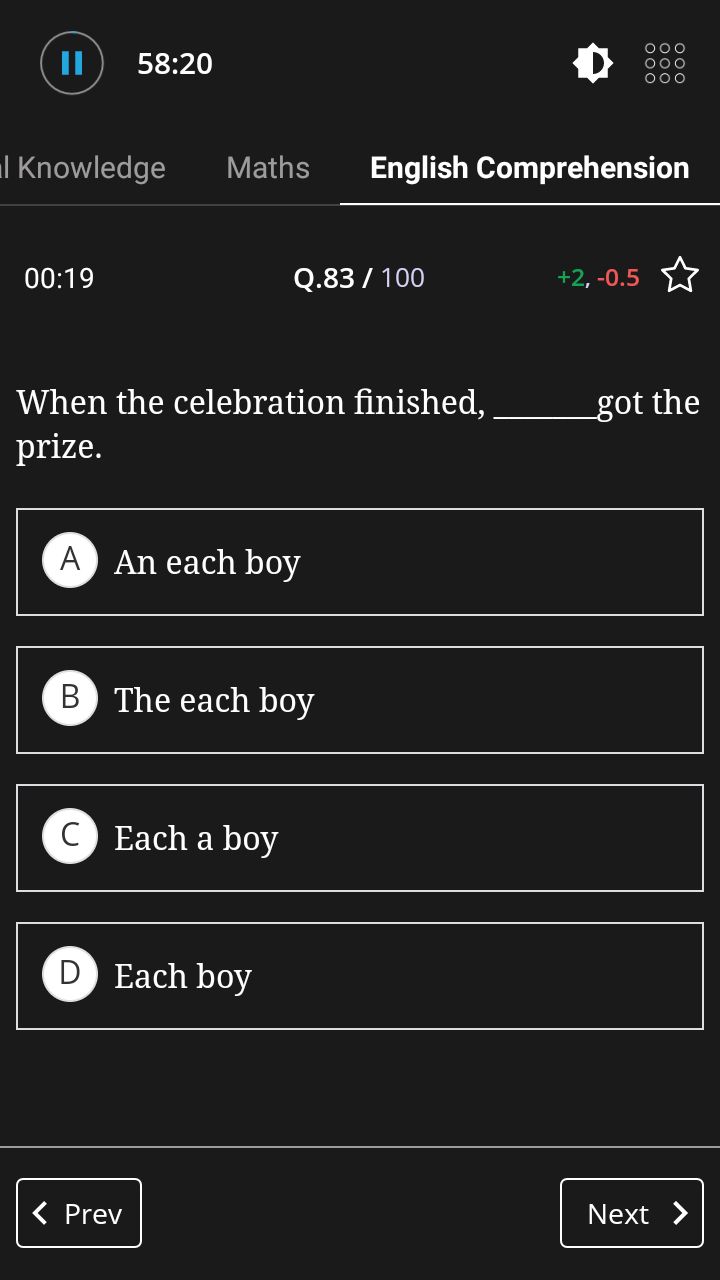 58:20
l Knowledge Maths English Comprehension
00:19 Q.83 / 100 +2, -0.5
When the celebration finished, ______got the
prize.
A An each boy
B The each boy
C Each a boy
D Each boy
Prev Next